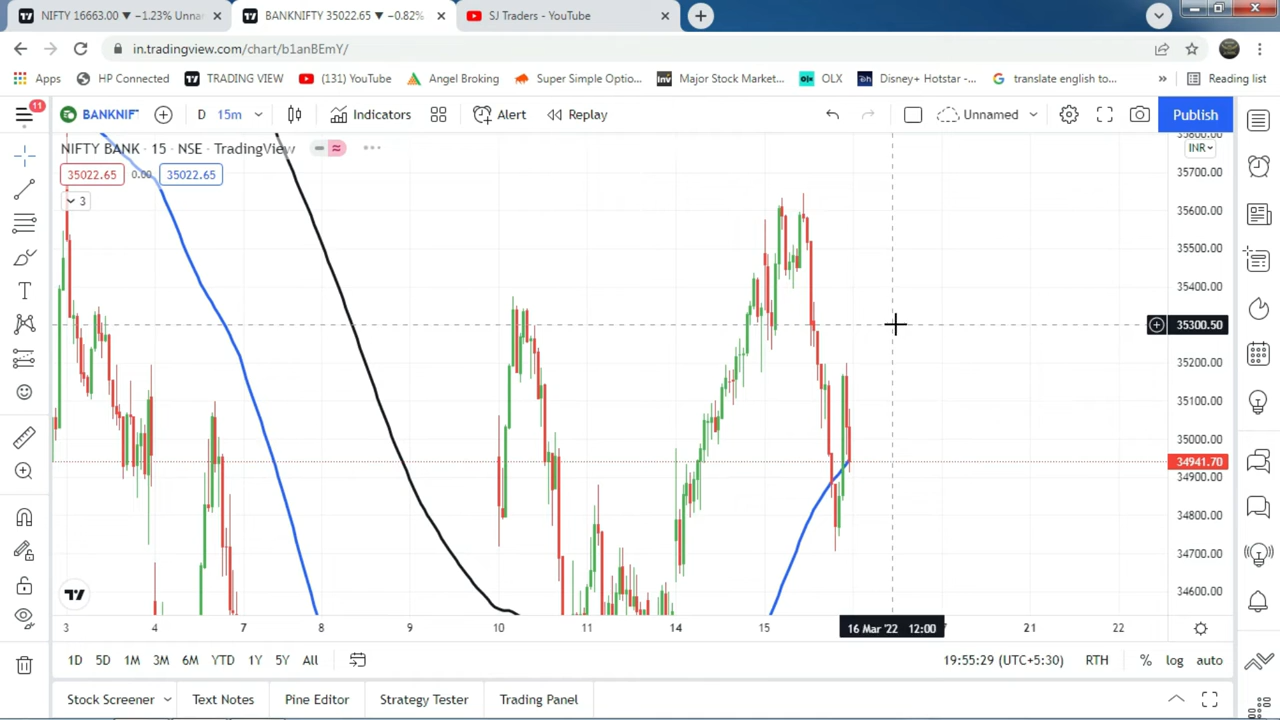 NIFTY 16663.00 ▼ −1.23% Unnar
BANKNIFTY 35022.65 ▼ −0.82%
SJ Traders - YouTube
in.tradingview.com/chart/b1anBEmY/
Apps
HP Connected
TRADING VIEW
(131) YouTube
Angel Broking
Super Simple Optio...
Inv Major Stock Market...
olx OLX
Disney+ Hotstar -...
translate english to...
»
Reading list
11
BANKNIF
D
15m
Indicators
Alert
Replay
Unnamed
Publish
NIFTY BANK · 15 · NSE · TradingView
35022.65 0.00 35022.65
3
INR
35800.00
35700.00
35600.00
35500.00
35400.00
35300.50
35200.00
35100.00
35000.00
34941.70
34900.00
34800.00
34700.00
34600.00
3 4 7 8 9 10 11 14 15 16 Mar '22 12:00 21 22
1D 5D 1M 3M 6M YTD 1Y 5Y All
19:55:29 (UTC+5:30) RTH % log auto
Stock Screener
Text Notes
Pine Editor
Strategy Tester
Trading Panel